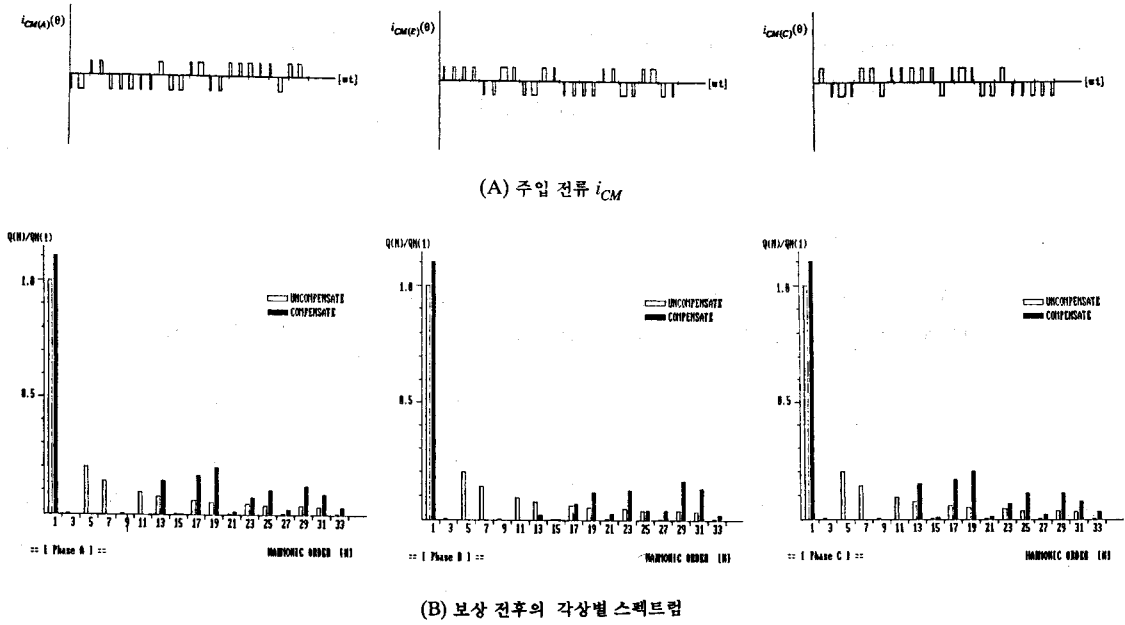 i_CM(A)(θ)
[wt]
i_CM(B)(θ)
[wt]
i_CM(C)(θ)
[wt]
(A) 주입 전류 i_CM
Q(N)/QN(1)
1.0
0.5
UNCOMPENSATE
COMPENSATE
1 3 5 7 9 11 13 15 17 19 21 23 25 27 29 31 33
== [ Phase A ] ==
HARMONIC ORDER [N]
Q(N)/QN(1)
1.0
0.5
UNCOMPENSATE
COMPENSATE
1 3 5 7 9 11 13 15 17 19 21 23 25 27 29 31 33
== [ Phase B ] ==
HARMONIC ORDER [N]
Q(N)/QN(1)
1.0
0.5
UNCOMPENSATE
COMPENSATE
1 3 5 7 9 11 13 15 17 19 21 23 25 27 29 31 33
== [ Phase C ] ==
HARMONIC ORDER [N]
(B) 보상 전후의 각상별 스펙트럼